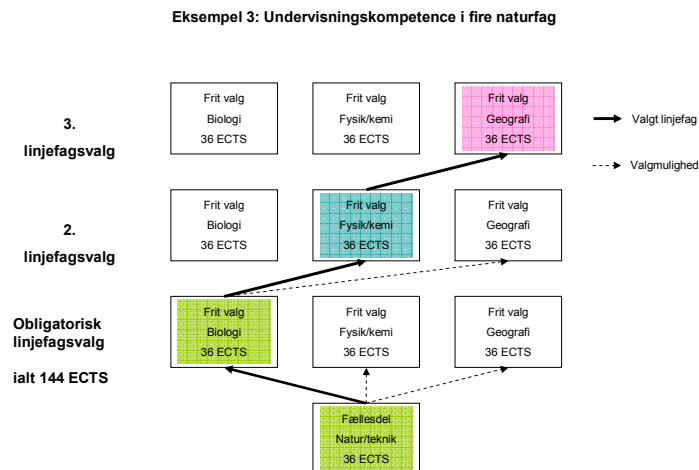 Eksempel 3: Undervisningskompetence i fire naturfag
3.
linjefagsvalg
Frit valg
Biologi
36 ECTS
Frit valg
Fysik/kemi
36 ECTS
Frit valg
Geografi
36 ECTS
Valgt linjefag
Valgmulighed
2.
linjefagsvalg
Frit valg
Biologi
36 ECTS
Frit valg
Fysik/kemi
36 ECTS
Frit valg
Geografi
36 ECTS
Obligatorisk
linjefagsvalg
ialt 144 ECTS
Frit valg
Biologi
36 ECTS
Frit valg
Fysik/kemi
36 ECTS
Frit valg
Geografi
36 ECTS
Fællesdel
Natur/teknik
36 ECTS